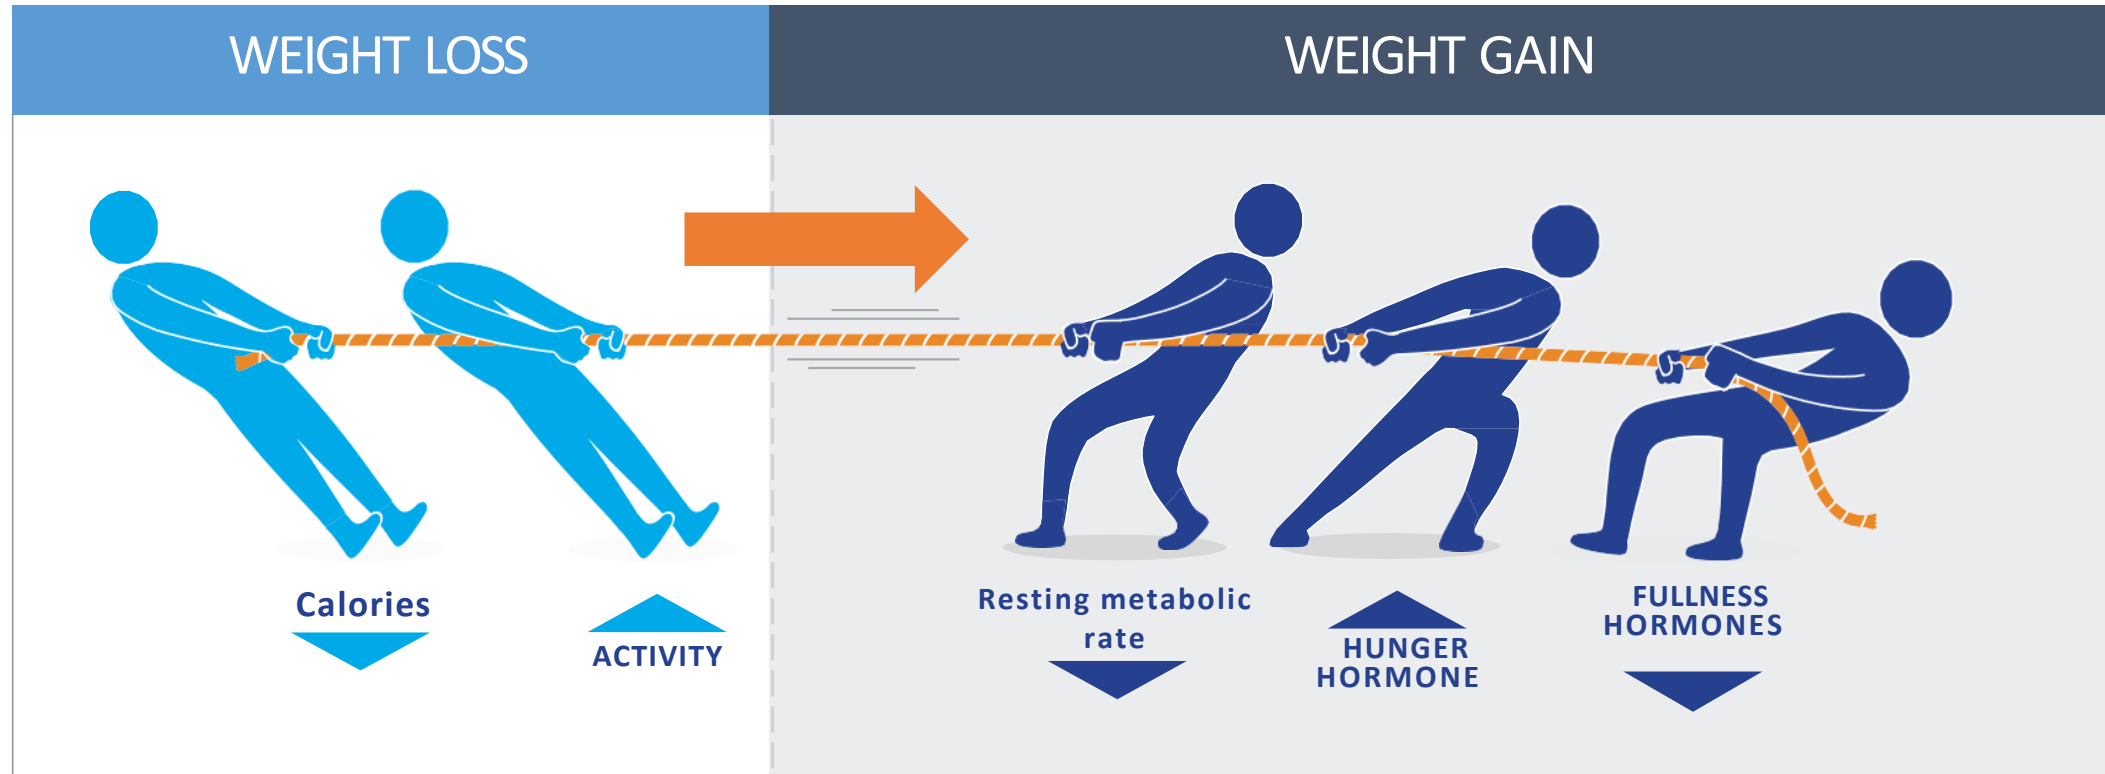 WEIGHT LOSS
WEIGHT GAIN
Calories
ACTIVITY
Resting metabolic
rate
HUNGER
HORMONE
FULLNESS
HORMONES